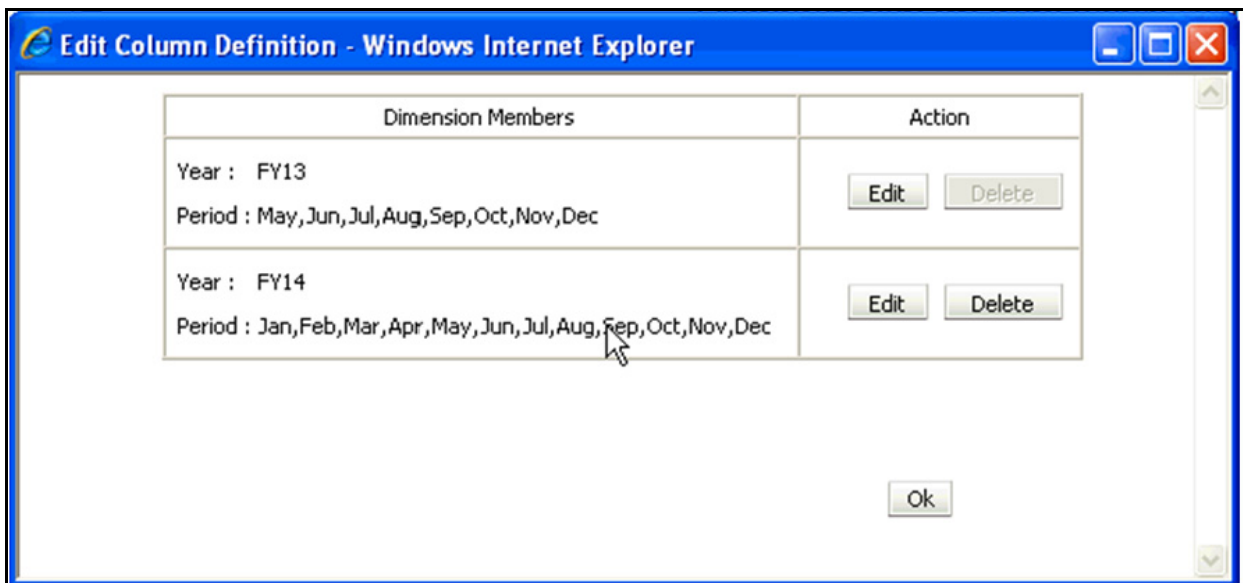 Edit Column Definition - Windows Internet Explorer
Dimension Members Action
Year : FY13
Period : May,Jun,Jul,Aug,Sep,Oct,Nov,Dec
Edit Delete
Year : FY14
Period : Jan,Feb,Mar,Apr,May,Jun,Jul,Aug,Sep,Oct,Nov,Dec
Edit Delete
Ok